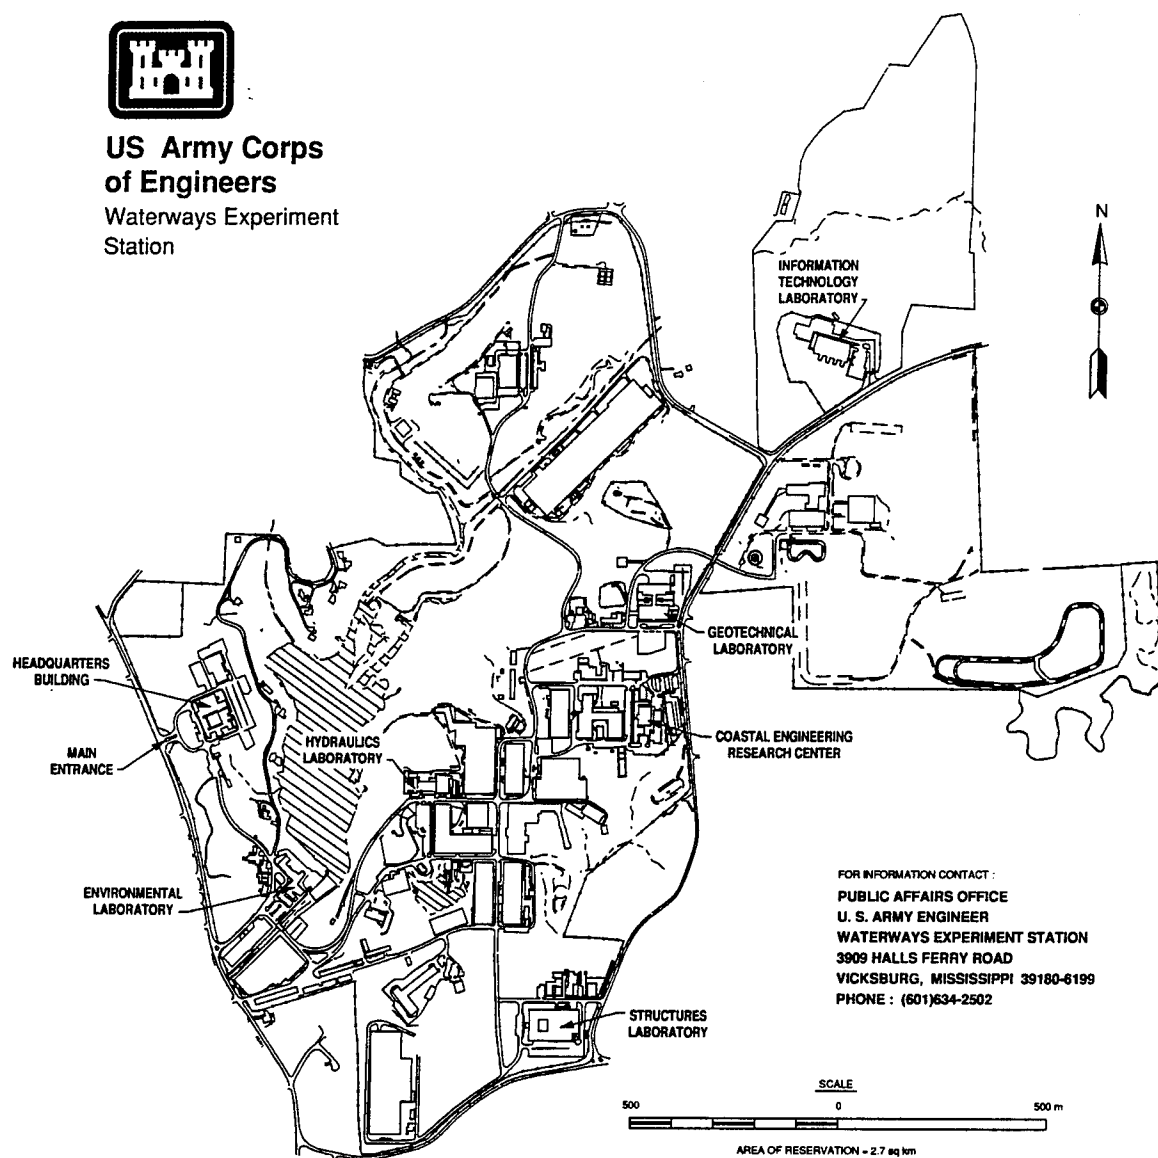 US Army Corps
of Engineers
Waterways Experiment
Station
N
INFORMATION
TECHNOLOGY
LABORATORY
GEOTECHNICAL
LABORATORY
HEADQUARTERS
BUILDING
MAIN
ENTRANCE
HYDRAULICS
LABORATORY
COASTAL ENGINEERING
RESEARCH CENTER
ENVIRONMENTAL
LABORATORY
STRUCTURES
LABORATORY
FOR INFORMATION CONTACT :
PUBLIC AFFAIRS OFFICE
U. S. ARMY ENGINEER
WATERWAYS EXPERIMENT STATION
3909 HALLS FERRY ROAD
VICKSBURG, MISSISSIPPI 39180-6199
PHONE : (601)634-2502
SCALE
500 0 500 m
AREA OF RESERVATION = 2.7 sq km